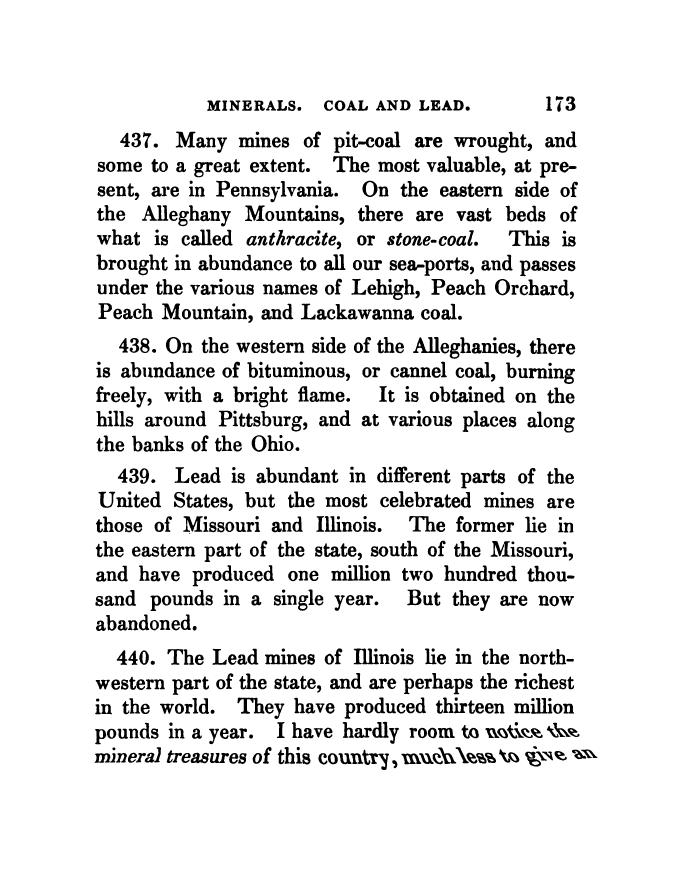 MINERALS. COAL AND LEAD. 173
437. Many mines of pit-coal are wrought, and
some to a great extent. The most valuable, at pre-
sent, are in Pennsylvania. On the eastern side of
the Alleghany Mountains, there are vast beds of
what is called anthracite, or stone-coal. This is
brought in abundance to all our sea-ports, and passes
under the various names of Lehigh, Peach Orchard,
Peach Mountain, and Lackawanna coal.
438. On the western side of the Alleghanies, there
is abundance of bituminous, or cannel coal, burning
freely, with a bright flame. It is obtained on the
hills around Pittsburg, and at various places along
the banks of the Ohio.
439. Lead is abundant in different parts of the
United States, but the most celebrated mines are
those of Missouri and Illinois. The former lie in
the eastern part of the state, south of the Missouri,
and have produced one million two hundred thou-
sand pounds in a single year. But they are now
abandoned.
440. The Lead mines of Illinois lie in the north-
western part of the state, and are perhaps the richest
in the world. They have produced thirteen million
pounds in a year. I have hardly room to notice the
mineral treasures of this country, much less to give an